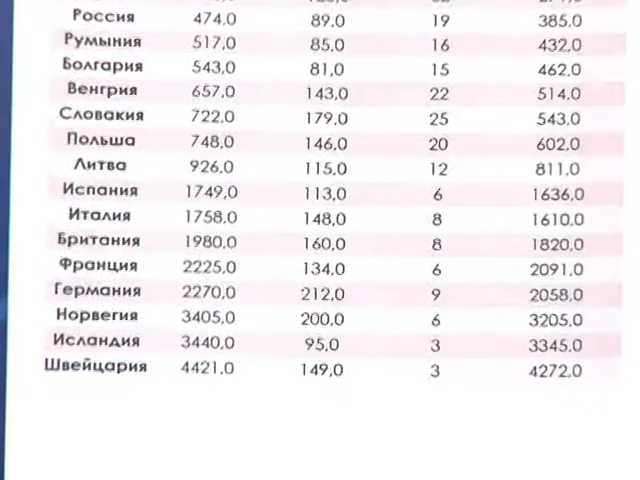 Россия 474,0 89,0 19 385,0
Румыния 517,0 85,0 16 432,0
Болгария 543,0 81,0 15 462,0
Венгрия 657,0 143,0 22 514,0
Словакия 722,0 179,0 25 543,0
Польша 748,0 146,0 20 602,0
Литва 926,0 115,0 12 811,0
Испания 1749,0 113,0 6 1636,0
Италия 1758,0 148,0 8 1610,0
Британия 1980,0 160,0 8 1820,0
Франция 2225,0 134,0 6 2091,0
Германия 2270,0 212,0 9 2058,0
Норвегия 3405,0 200,0 6 3205,0
Исландия 3440,0 95,0 3 3345,0
Швейцария 4421,0 149,0 3 4272,0